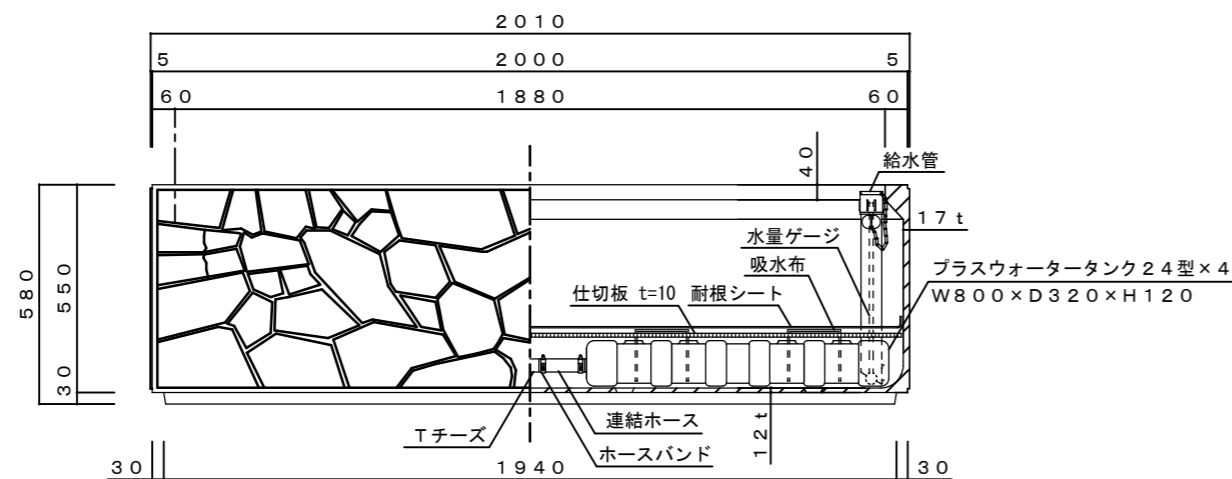 ２０１０
５ ２０００ ５
６０ １８８０ ６０
４０
給水管
１７ｔ
水量ゲージ
吸水布
プラスウォータータンク２４型×４
Ｗ８００×Ｄ３２０×Ｈ１２０
仕切板 t=10 耐根シート
５８０
５５０
３０
連結ホース
Ｔチーズ
ホースバンド
１２ｔ
３０ １９４０ ３０